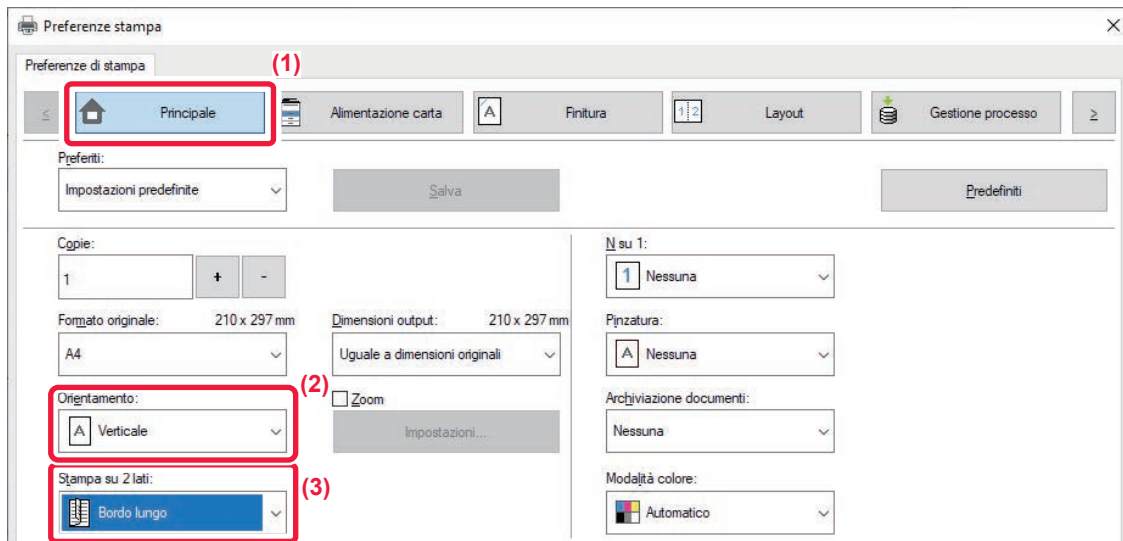 Preferenze stampa
Preferenze di stampa
(1)
< Principale Alimentazione carta A Finitura 1 2 Layout Gestione processo >
Preferiti:
Impostazioni predefinite Salva Predefiniti
Copie: N su 1:
1 + - 1 Nessuna
Formato originale: 210 x 297 mm Dimensioni output: 210 x 297 mm Pinzatura:
A4 Uguale a dimensioni originali A Nessuna
(2)
Orientamento: Zoom Archiviazione documenti:
A Verticale Impostazioni... Nessuna
Stampa su 2 lati: (3) Modalità colore:
Bordo lungo Automatico